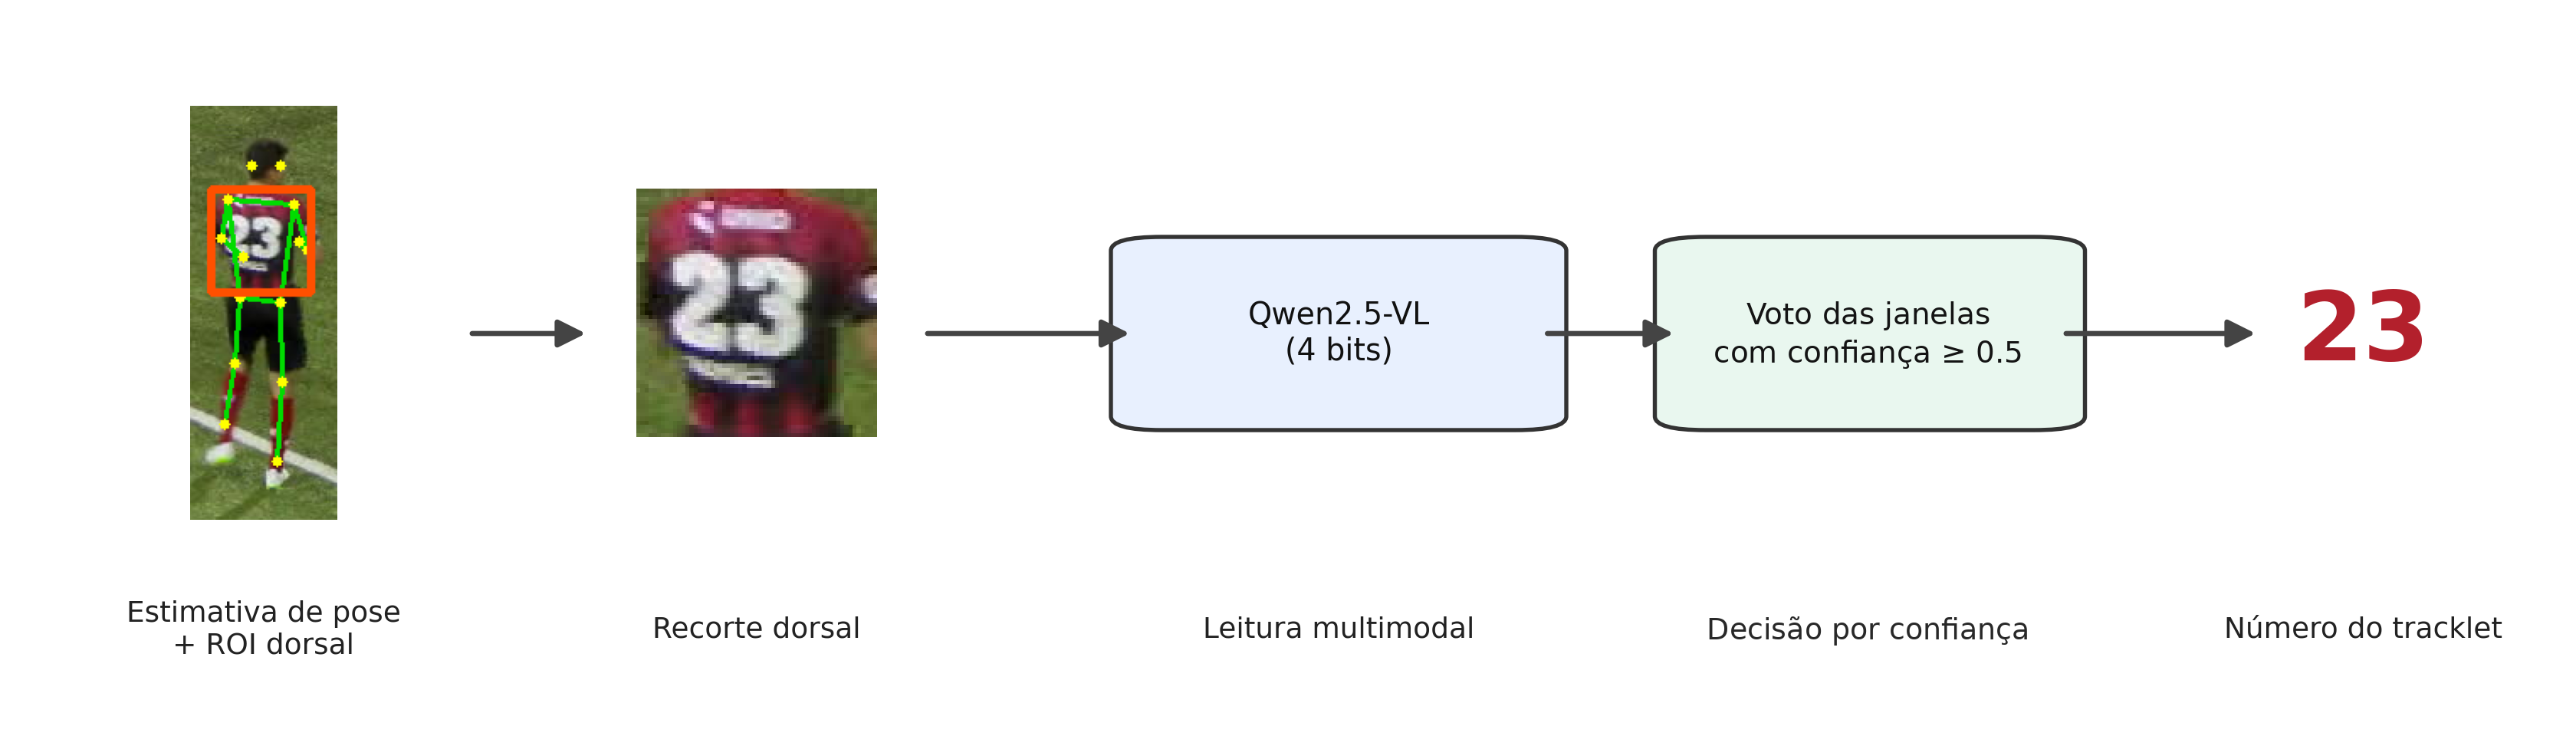 23
23
Qwen2.5-VL
(4 bits)
Voto das janelas
com confiança ≥ 0.5
23
Estimativa de pose
+ ROI dorsal
Recorte dorsal
Leitura multimodal
Decisão por confiança
Número do tracklet